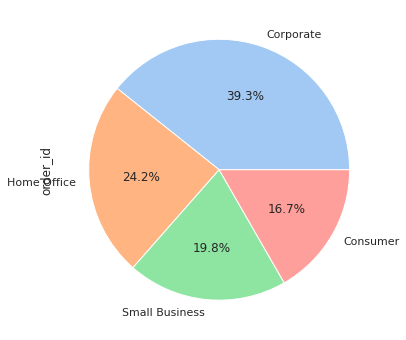 Corporate
39.3%
order_id
Home Office
24.2%
16.7%
Consumer
19.8%
Small Business